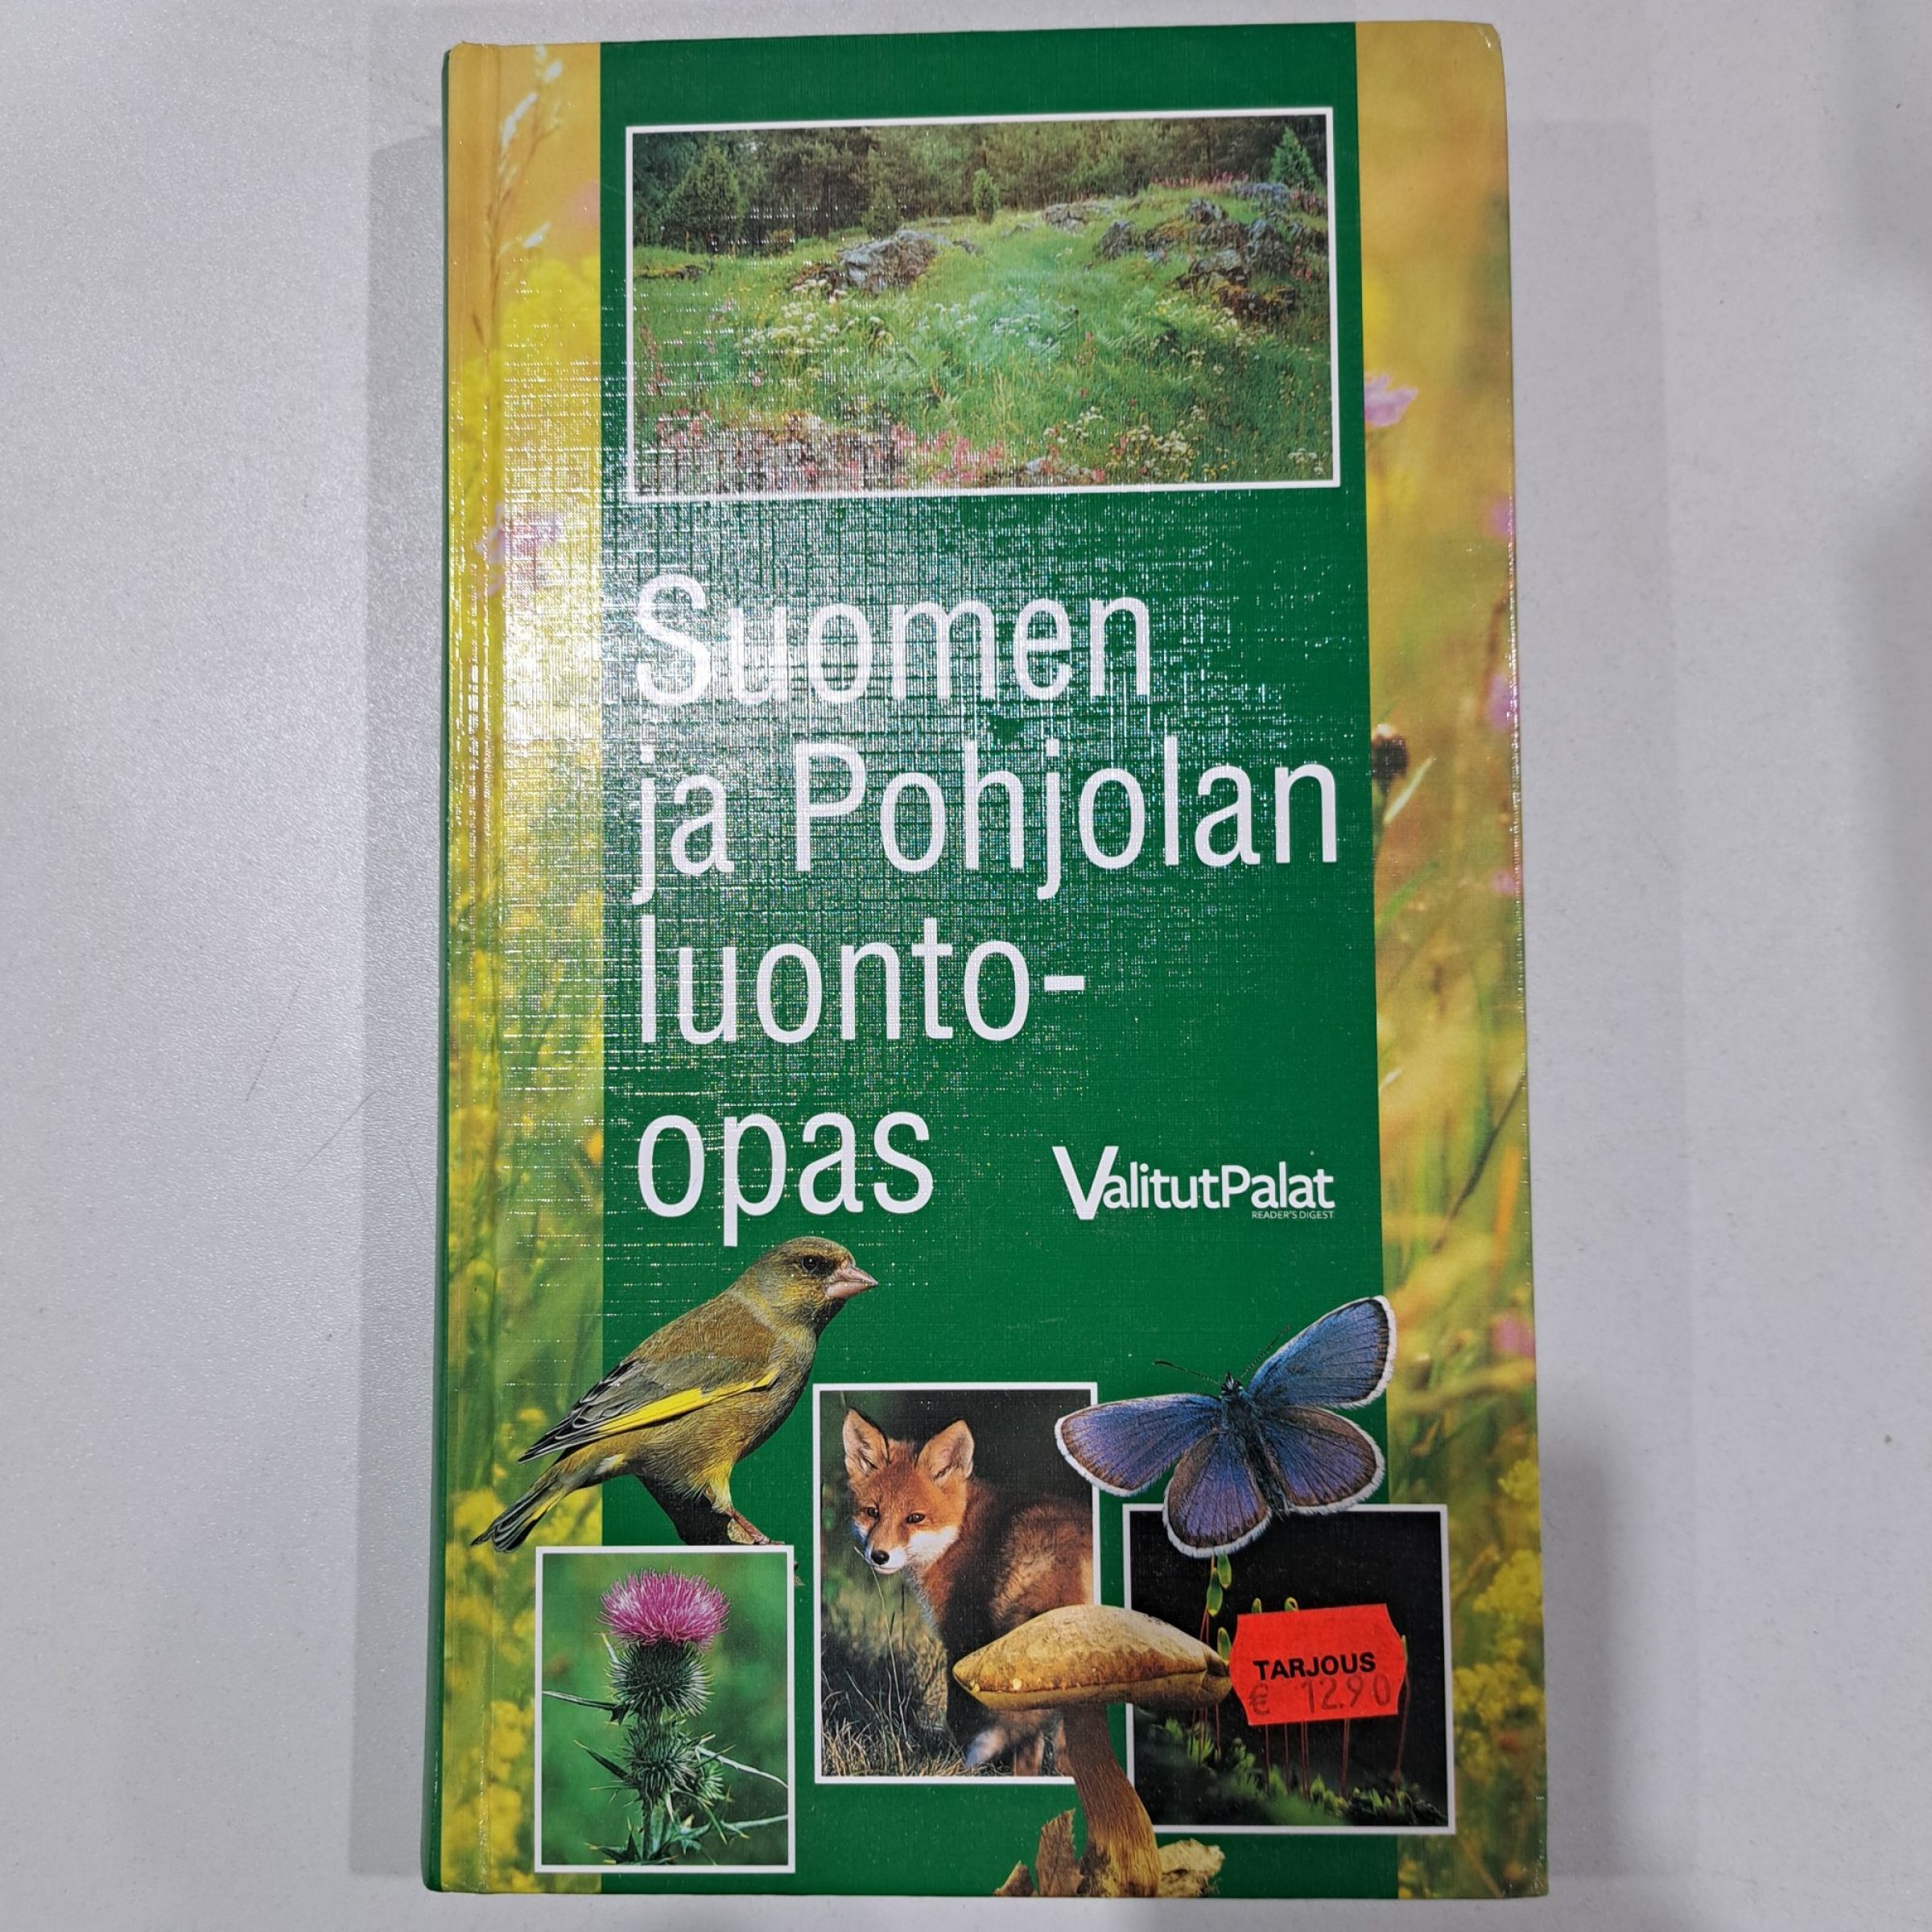 Suomen
ja Pohjolan
luonto-
opas
ValitutPalat
READER'S DIGEST
TARJOUS
€ 12.90